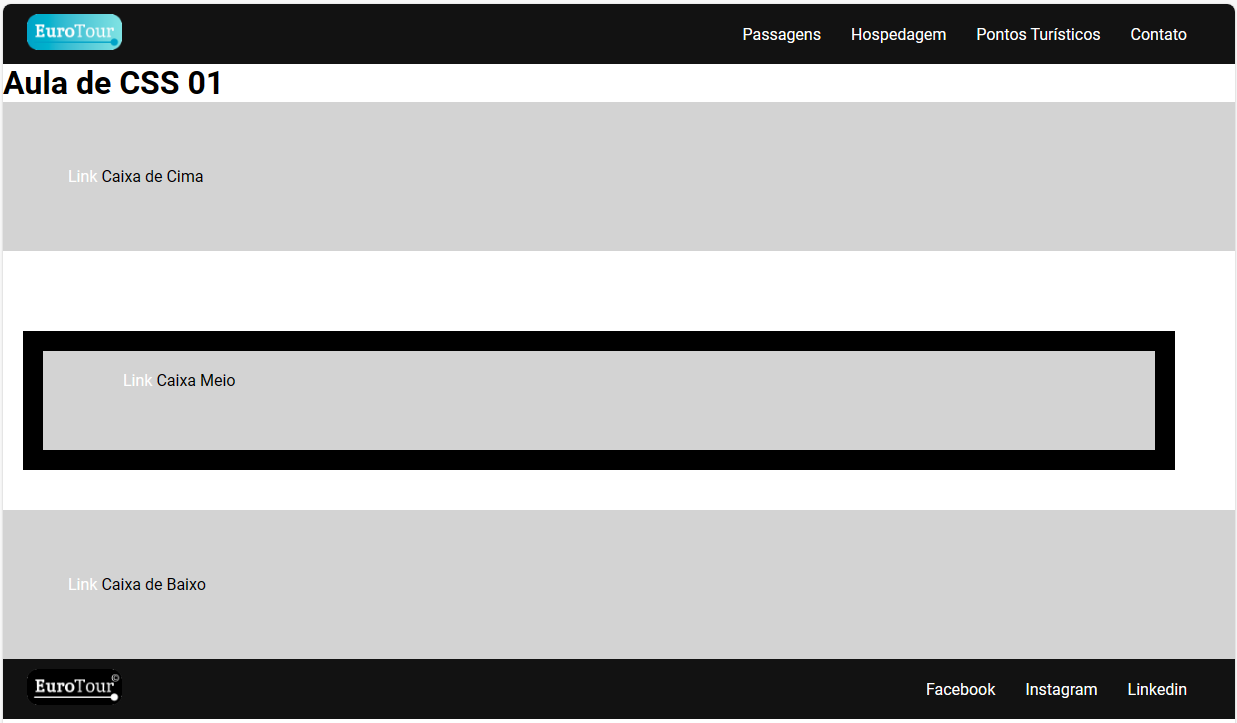 EuroTour
Passagens Hospedagem Pontos Turísticos Contato
Aula de CSS 01
Link Caixa de Cima
Link Caixa Meio
Link Caixa de Baixo
EuroTour©
Facebook Instagram Linkedin